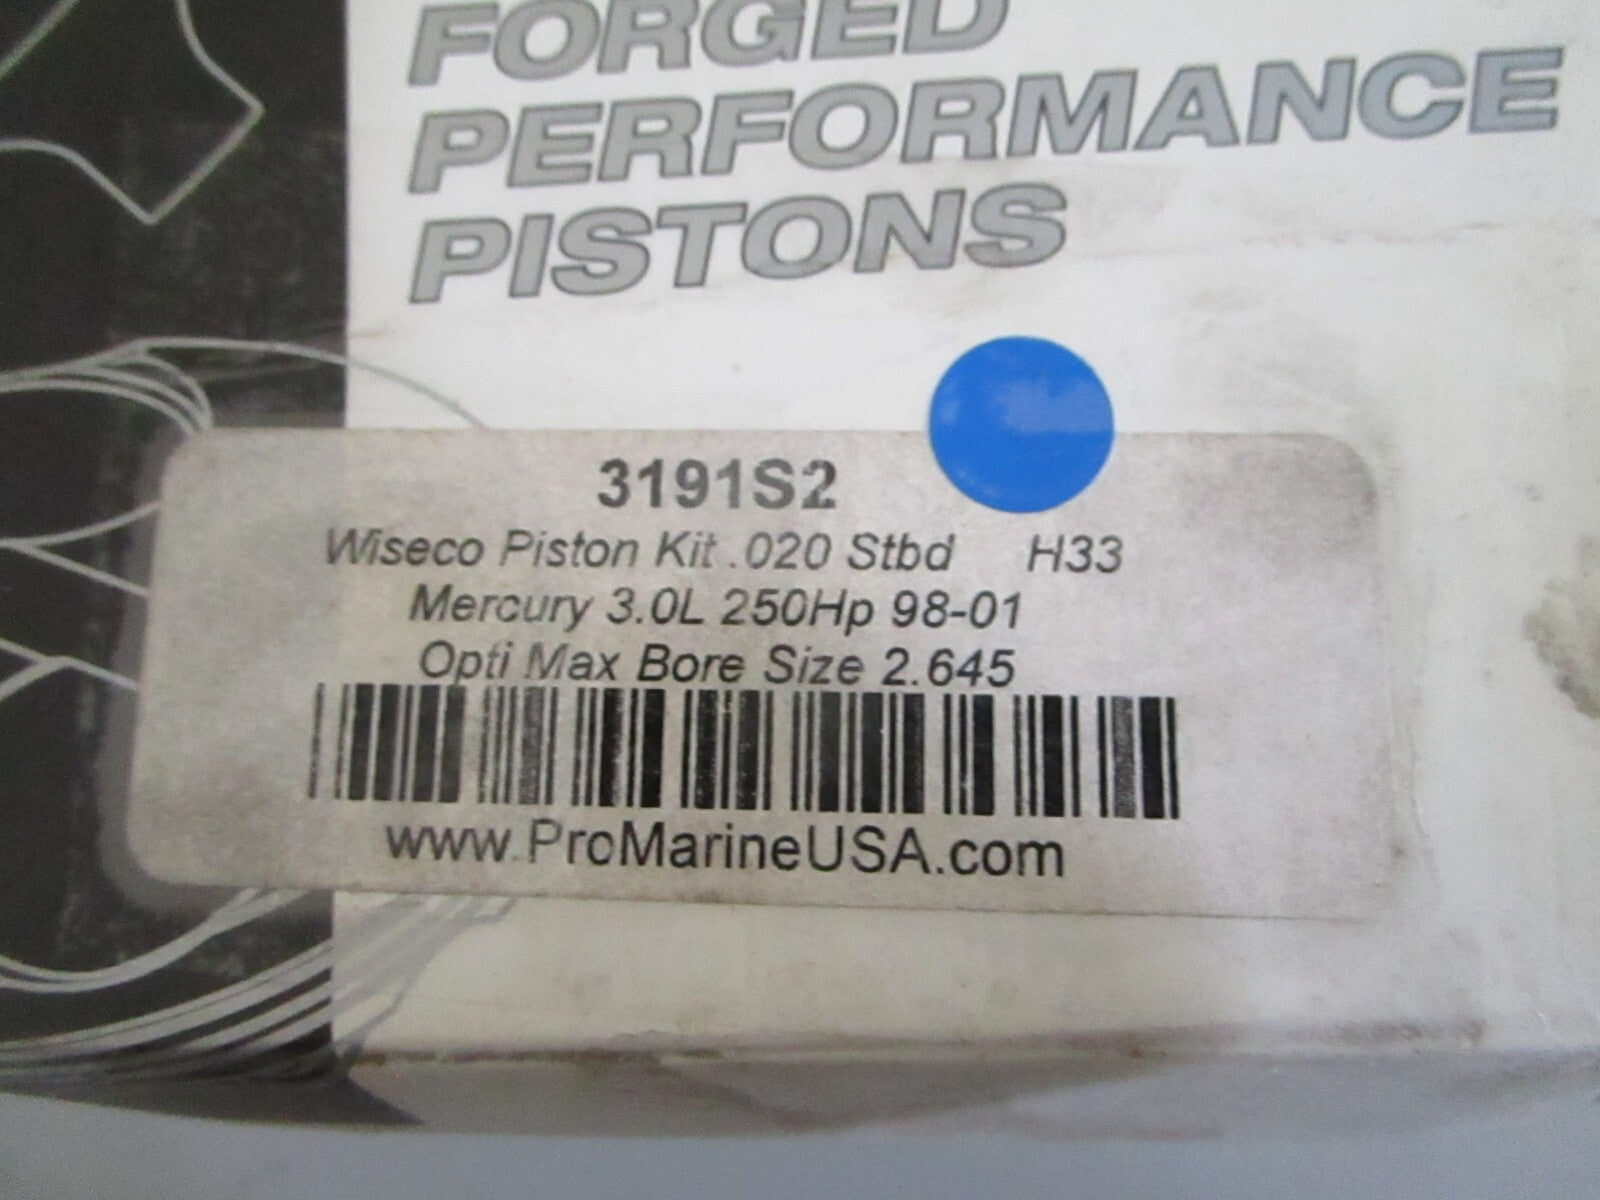 FORGED
PERFORMANCE
PISTONS
3191S2
Wiseco Piston Kit .020 Stbd H33
Mercury 3.0L 250Hp 98-01
Opti Max Bore Size 2.645
www.ProMarineUSA.com